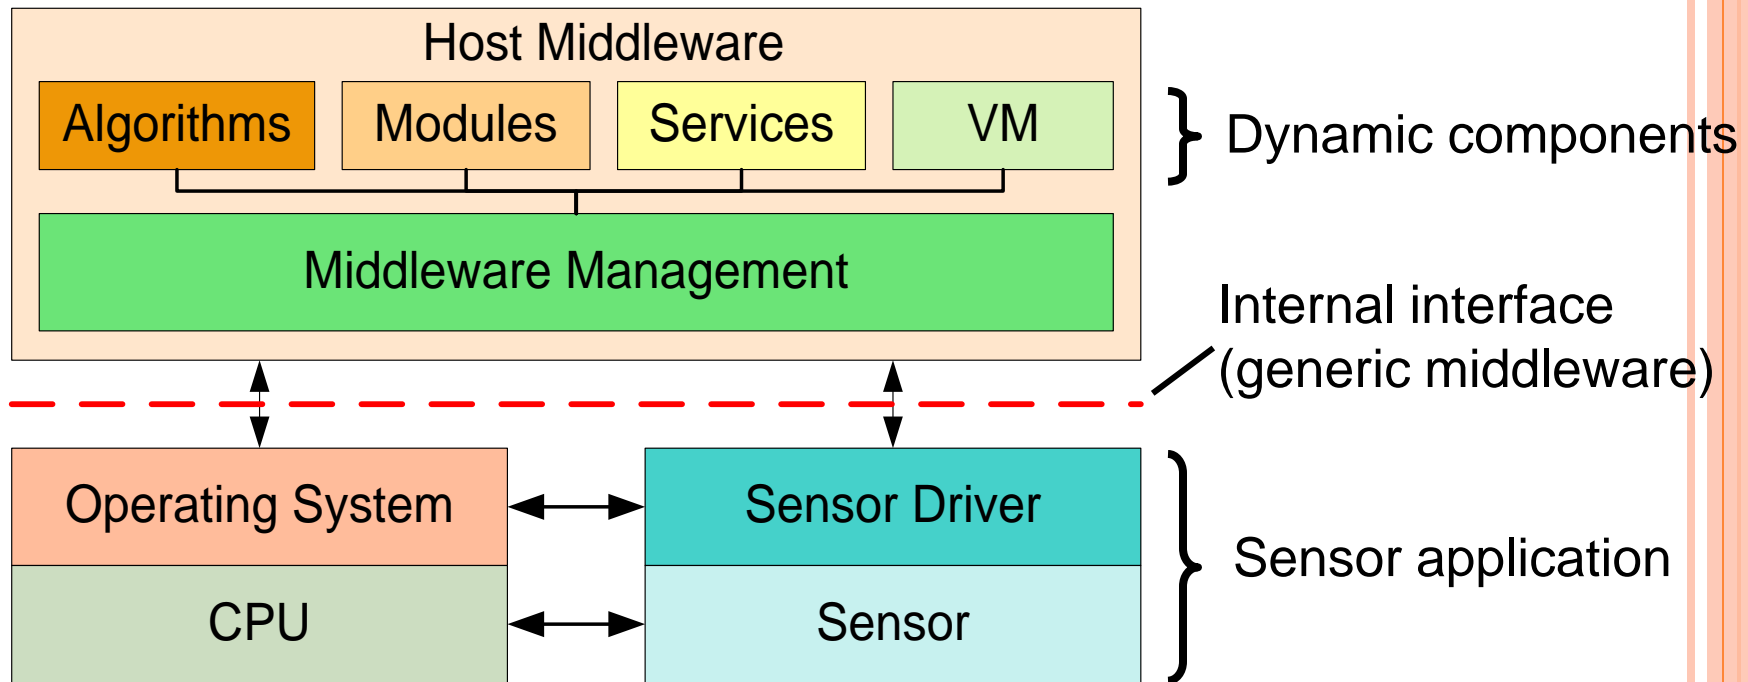 Host Middleware
Algorithms
Modules
Services
VM
Dynamic components
Middleware Management
Internal interface
(generic middleware)
Operating System
Sensor Driver
Sensor application
CPU
Sensor